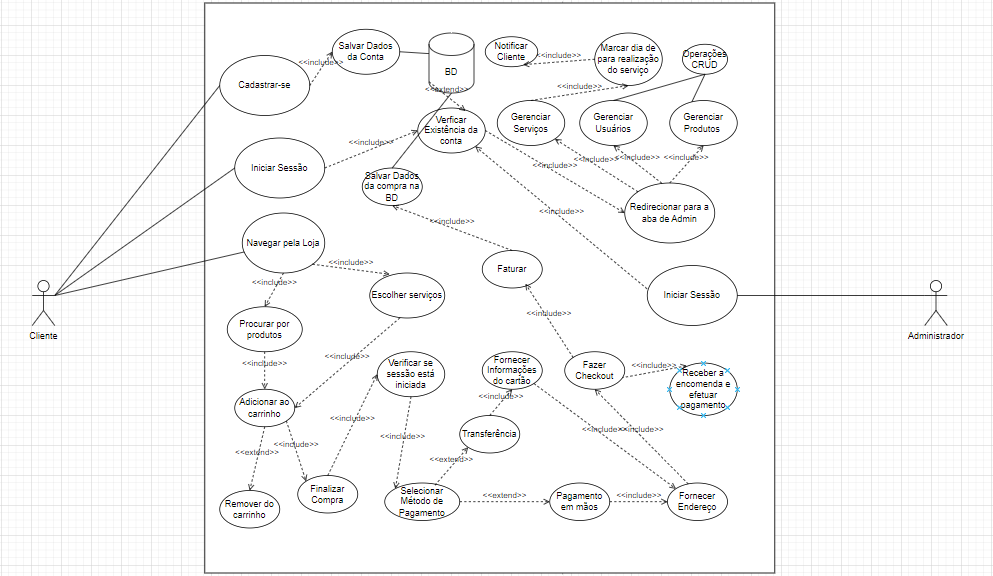 Salvar Dados
da Conta
BD
Notificar
Cliente
Marcar dia de
para realização
do serviço
Operações
CRUD
<<include>>
<<include>>
Cadastrar-se
<<extend>>
<<include>>
Verficar
Existência da
conta
Gerenciar
Serviços
Gerenciar
Usuários
Gerenciar
Produtos
<<include>>
Iniciar Sessão
<<include>>
<<include>>
<<include>>
<<include>>
Salvar Dados
da compra na
BD
Redirecionar para a
aba de Admin
<<include>>
<<include>>
Navegar pela Loja
<<include>>
<<include>>
Faturar
Escolher serviços
Iniciar Sessão
Cliente
Administrador
<<include>>
Procurar por
produtos
<<include>>
<<include>>
Verificar se
sessão está
iniciada
Fornecer
Informações
do cartão
Fazer
Checkout
<<include>>
Receber a
encomenda e
efetuar
pagamento
<<include>>
Adicionar ao
carrinho
<<include>>
<<include>>
<<include>>
<<include>>
Transferência
<<include>>
<<include>>
<<extend>>
<<extend>>
Remover do
carrinho
Finalizar
Compra
Selecionar
Método de
Pagamento
<<extend>>
Pagamento
em mãos
<<include>>
Fornecer
Endereço